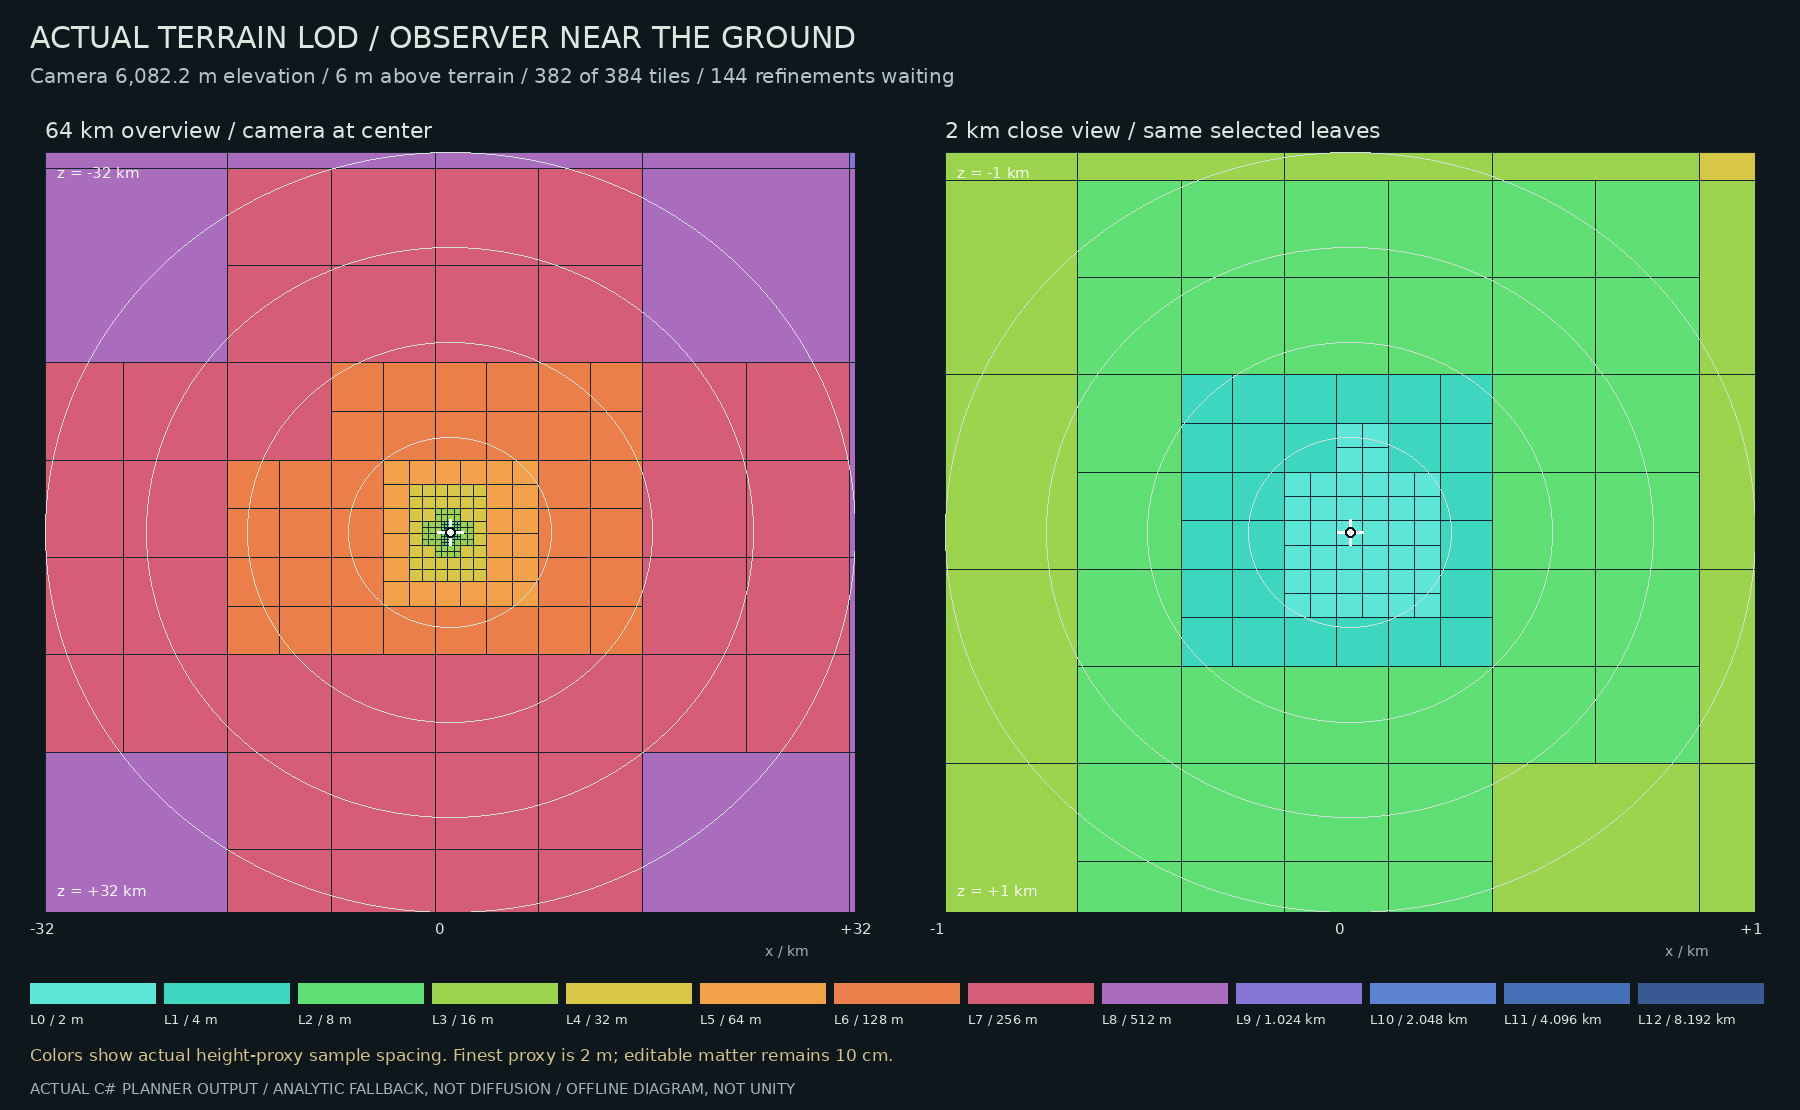 ACTUAL TERRAIN LOD / OBSERVER NEAR THE GROUND
Camera 6,082.2 m elevation / 6 m above terrain / 382 of 384 tiles / 144 refinements waiting
64 km overview / camera at center
2 km close view / same selected leaves
z = -32 km
z = -1 km
z = +32 km
z = +1 km
-32 0 +32
-1 0 +1
x / km
x / km
L0 / 2 m
L1 / 4 m
L2 / 8 m
L3 / 16 m
L4 / 32 m
L5 / 64 m
L6 / 128 m
L7 / 256 m
L8 / 512 m
L9 / 1.024 km
L10 / 2.048 km
L11 / 4.096 km
L12 / 8.192 km
Colors show actual height-proxy sample spacing. Finest proxy is 2 m; editable matter remains 10 cm.
ACTUAL C# PLANNER OUTPUT / ANALYTIC FALLBACK, NOT DIFFUSION / OFFLINE DIAGRAM, NOT UNITY